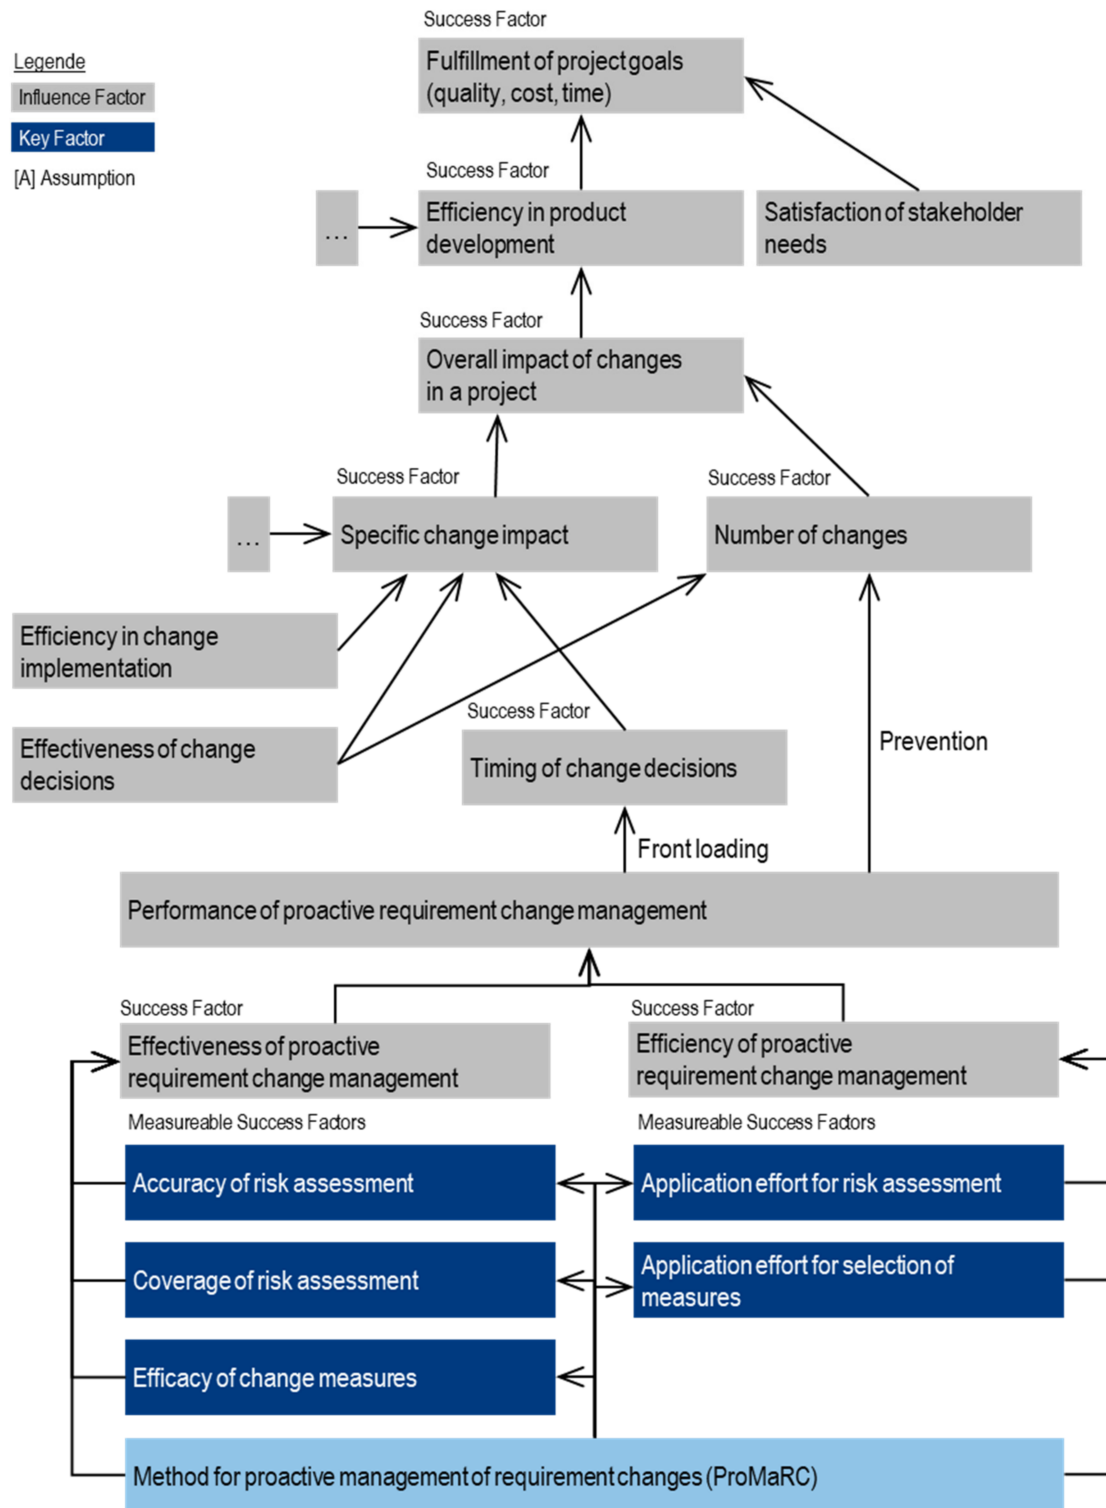 Success Factor
Legende
Influence Factor
Key Factor
[A] Assumption
Fulfillment of project goals
(quality, cost, time)
Success Factor
...
Efficiency in product
development
Satisfaction of stakeholder
needs
Success Factor
Overall impact of changes
in a project
Success Factor
Success Factor
...
Specific change impact
Number of changes
Efficiency in change
implementation
Effectiveness of change
decisions
Success Factor
Timing of change decisions
Prevention
Front loading
Performance of proactive requirement change management
Success Factor
Success Factor
Effectiveness of proactive
requirement change management
Efficiency of proactive
requirement change management
Measureable Success Factors
Measureable Success Factors
Accuracy of risk assessment
Application effort for risk assessment
Coverage of risk assessment
Application effort for selection of
measures
Efficacy of change measures
Method for proactive management of requirement changes (ProMaRC)